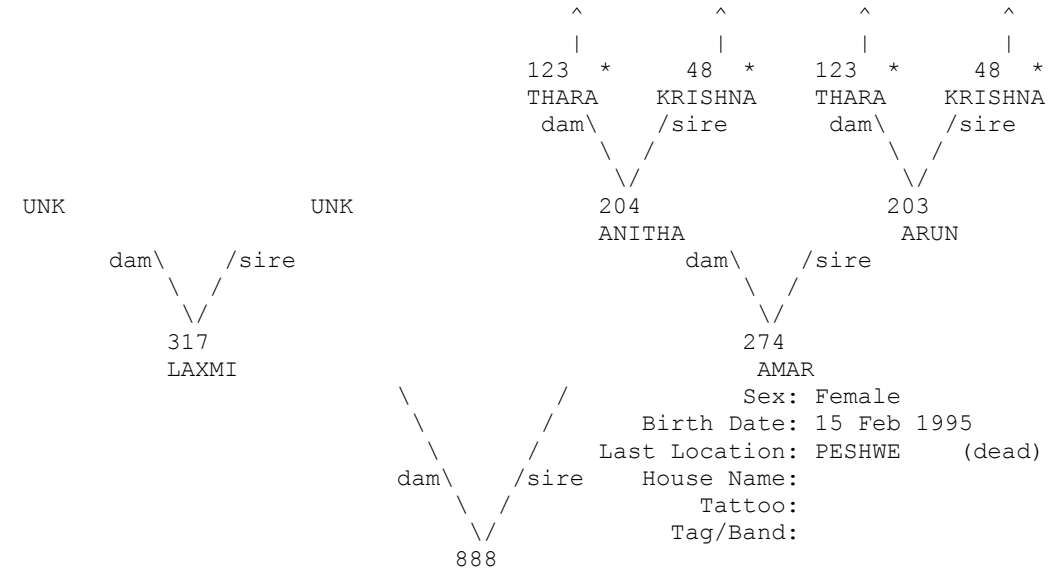 ^ ^ ^ ^
| | | |
123 * 48 * 123 * 48 *
THARA KRISHNA THARA KRISHNA
dam\ /sire dam\ /sire
\ / \ /
\/ \/
UNK UNK 204 203
ANITHA ARUN
dam\ /sire dam\ /sire
\ / \ /
\/ \/
317 274
LAXMI AMAR
\ / Sex: Female
\ / Birth Date: 15 Feb 1995
\ / Last Location: PESHWE (dead)
dam\ /sire House Name:
\ / Tattoo:
\/ Tag/Band:
888